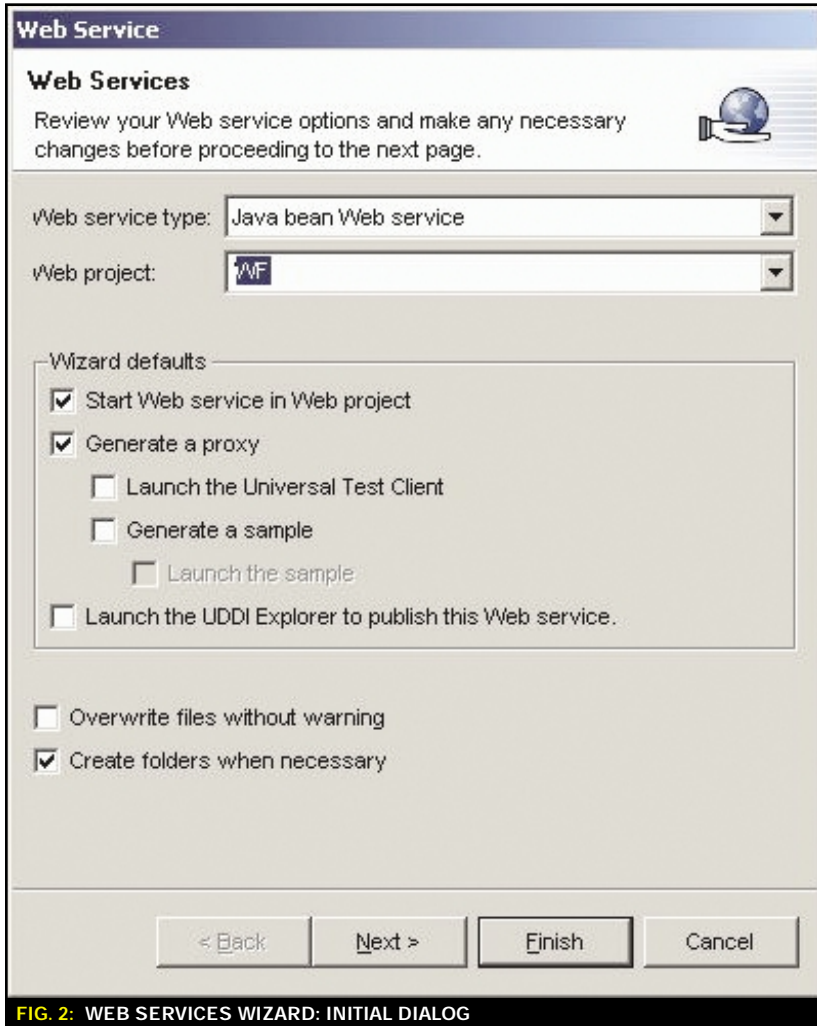 Web Service
Web Services
Review your Web service options and make any necessary
changes before proceeding to the next page.
Web service type: Java bean Web service
Web project: WF
Wizard defaults
Start Web service in Web project
Generate a proxy
Launch the Universal Test Client
Generate a sample
Launch the sample
Launch the UDDI Explorer to publish this Web service.
Overwrite files without warning
Create folders when necessary
< Back Next > Finish Cancel
FIG. 2: WEB SERVICES WIZARD: INITIAL DIALOG